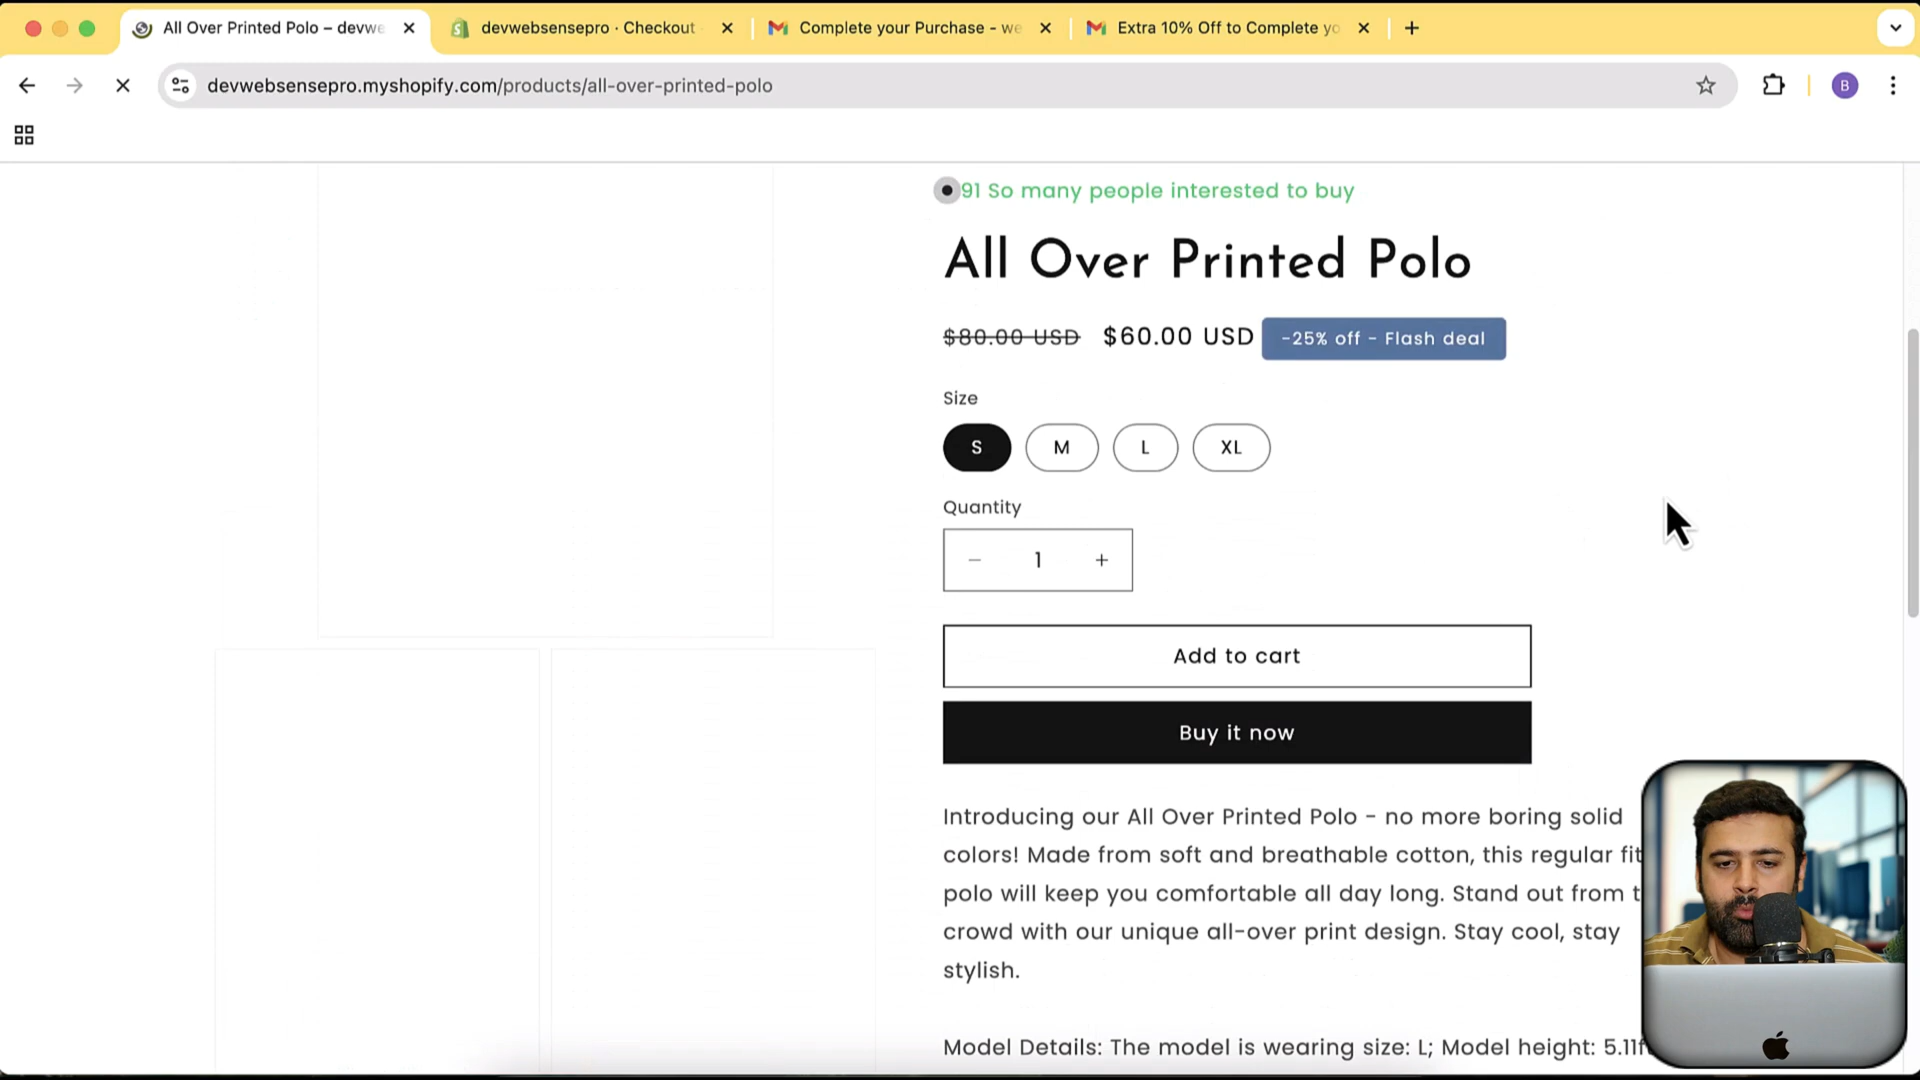 All Over Printed Polo – devwe
devwebsensepro · Checkout
Complete your Purchase - we
Extra 10% Off to Complete yo
devwebsensepro.myshopify.com/products/all-over-printed-polo
B
91 So many people interested to buy
All Over Printed Polo
$80.00 USD $60.00 USD -25% off - Flash deal
Size
S M L XL
Quantity
− 1 +
Add to cart
Buy it now
Introducing our All Over Printed Polo - no more boring solid
colors! Made from soft and breathable cotton, this regular fit
polo will keep you comfortable all day long. Stand out from t
crowd with our unique all-over print design. Stay cool, stay
stylish.
Model Details: The model is wearing size: L; Model height: 5.11f